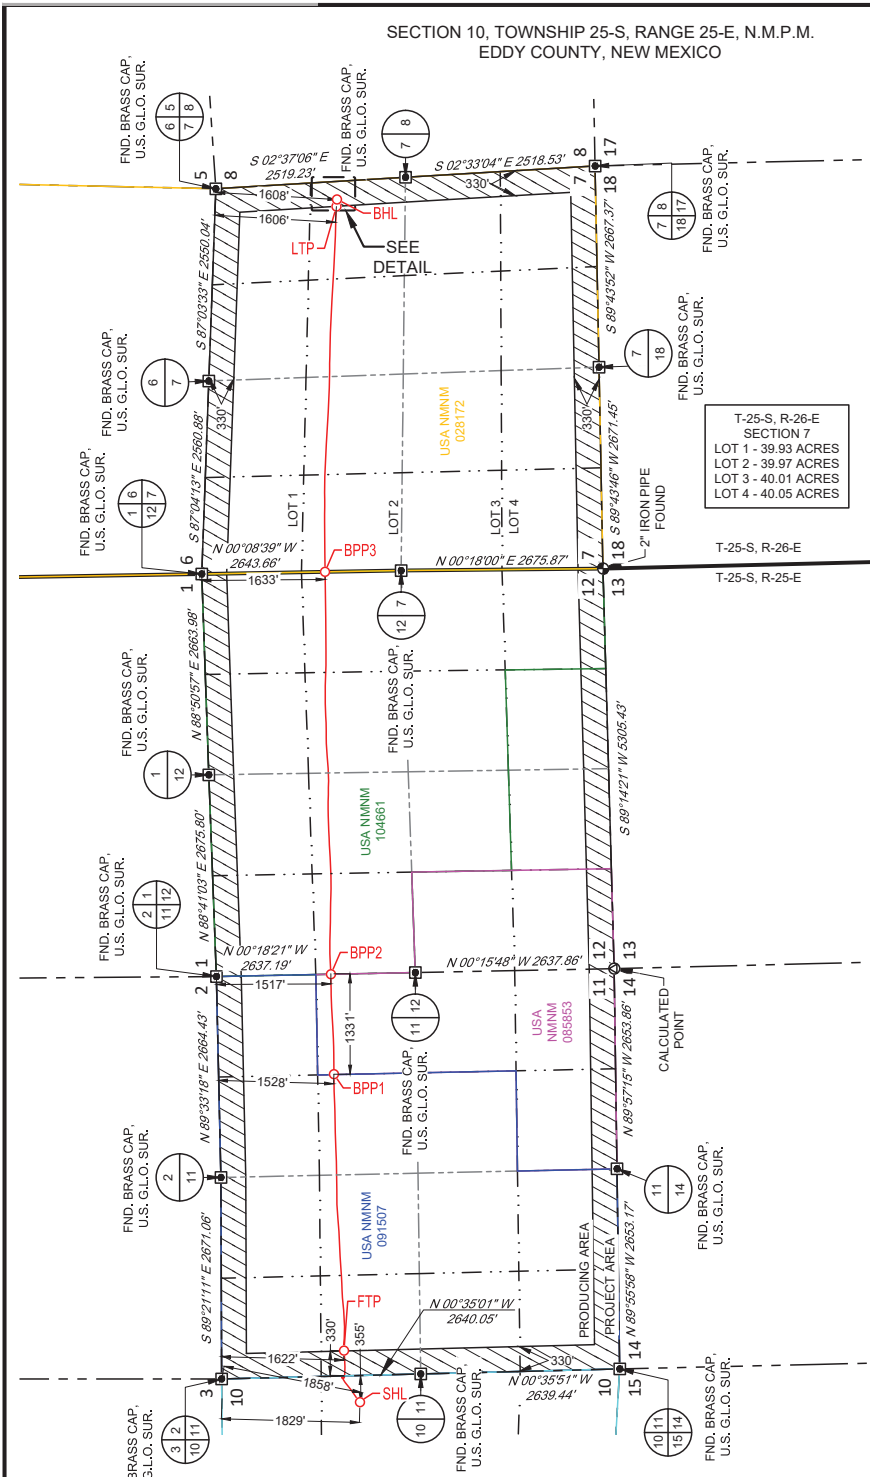 SECTION 10, TOWNSHIP 25-S, RANGE 25-E, N.M.P.M.
EDDY COUNTY, NEW MEXICO
FND. BRASS CAP,
U.S. G.L.O. SUR.
6 5
7 8
FND. BRASS CAP,
U.S. G.L.O. SUR.
8
7
5
8
S 02°37'06" E
2519.23'
S 02°33'04" E 2518.53'
8
17
7
18
8 17
7 18
FND. BRASS CAP,
U.S. G.L.O. SUR.
330'
1608'
1606'
BHL
LTP
SEE
DETAIL
S 87°03'33" E 2550.04'
S 89°43'52" W 2667.37'
FND. BRASS CAP,
U.S. G.L.O. SUR.
6
7
330'
330'
7
18
FND. BRASS CAP,
U.S. G.L.O. SUR.
USA NMNM
028172
T-25-S, R-26-E
SECTION 7
LOT 1 - 39.93 ACRES
LOT 2 - 39.97 ACRES
LOT 3 - 40.01 ACRES
LOT 4 - 40.05 ACRES
S 87°04'13" E 2560.88'
S 89°43'46" W 2671.45'
FND. BRASS CAP,
U.S. G.L.O. SUR.
1 6
12 7
LOT 1
LOT 2
LOT 3
LOT 4
2" IRON PIPE
FOUND
6
1
N 00°08'39" W
2643.66'
BPP3
N 00°18'00" E 2675.87'
7
18
12
13
T-25-S, R-26-E
T-25-S, R-25-E
1633'
7
12
FND. BRASS CAP,
U.S. G.L.O. SUR.
N 88°50'57" E 2663.98'
FND. BRASS CAP,
U.S. G.L.O. SUR.
1
12
S 89°14'21" W 5305.43'
USA NMNM
104661
N 88°41'03" E 2675.80'
FND. BRASS CAP,
U.S. G.L.O. SUR.
2 1
11 12
1
2
N 00°18'21" W
2637.19'
BPP2
N 00°15'48" W 2637.86'
12
13
11
14
1517'
1331'
12
11
FND. BRASS CAP,
U.S. G.L.O. SUR.
USA
NMNM
085853
CALCULATED
POINT
N 89°33'18" E 2664.43'
N 89°57'15" W 2653.86'
1528'
BPP1
FND. BRASS CAP,
U.S. G.L.O. SUR.
2
11
11
14
FND. BRASS CAP,
U.S. G.L.O. SUR.
USA NMNM
091507
S 89°21'11" E 2671.06'
N 89°55'58" W 2653.17'
PRODUCING AREA
PROJECT AREA
FTP
330'
355'
N 00°35'01" W
2640.05'
1622'
1858'
330'
N 00°35'51" W
2639.44'
3
10
14
10
15
SHL
1829'
3 2
10 11
BRASS CAP,
G.L.O. SUR.
11
10
FND. BRASS CAP,
U.S. G.L.O. SUR.
10 11
15 14
FND. BRASS CAP,
U.S. G.L.O. SUR.